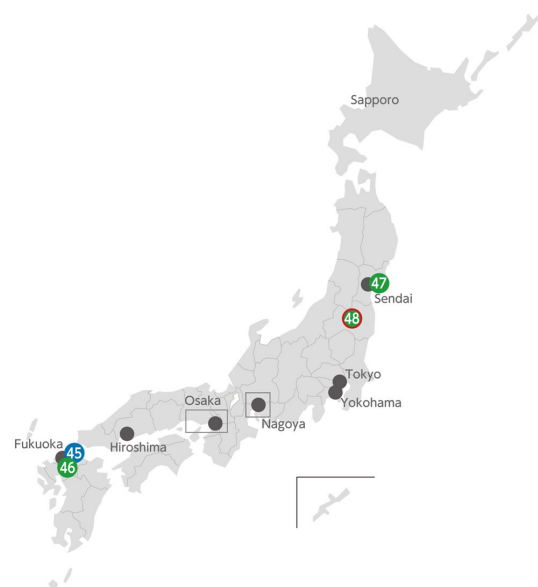 Sapporo
47
Sendai
48
Tokyo
Yokohama
Osaka
Nagoya
Hiroshima
Fukuoka
45
46